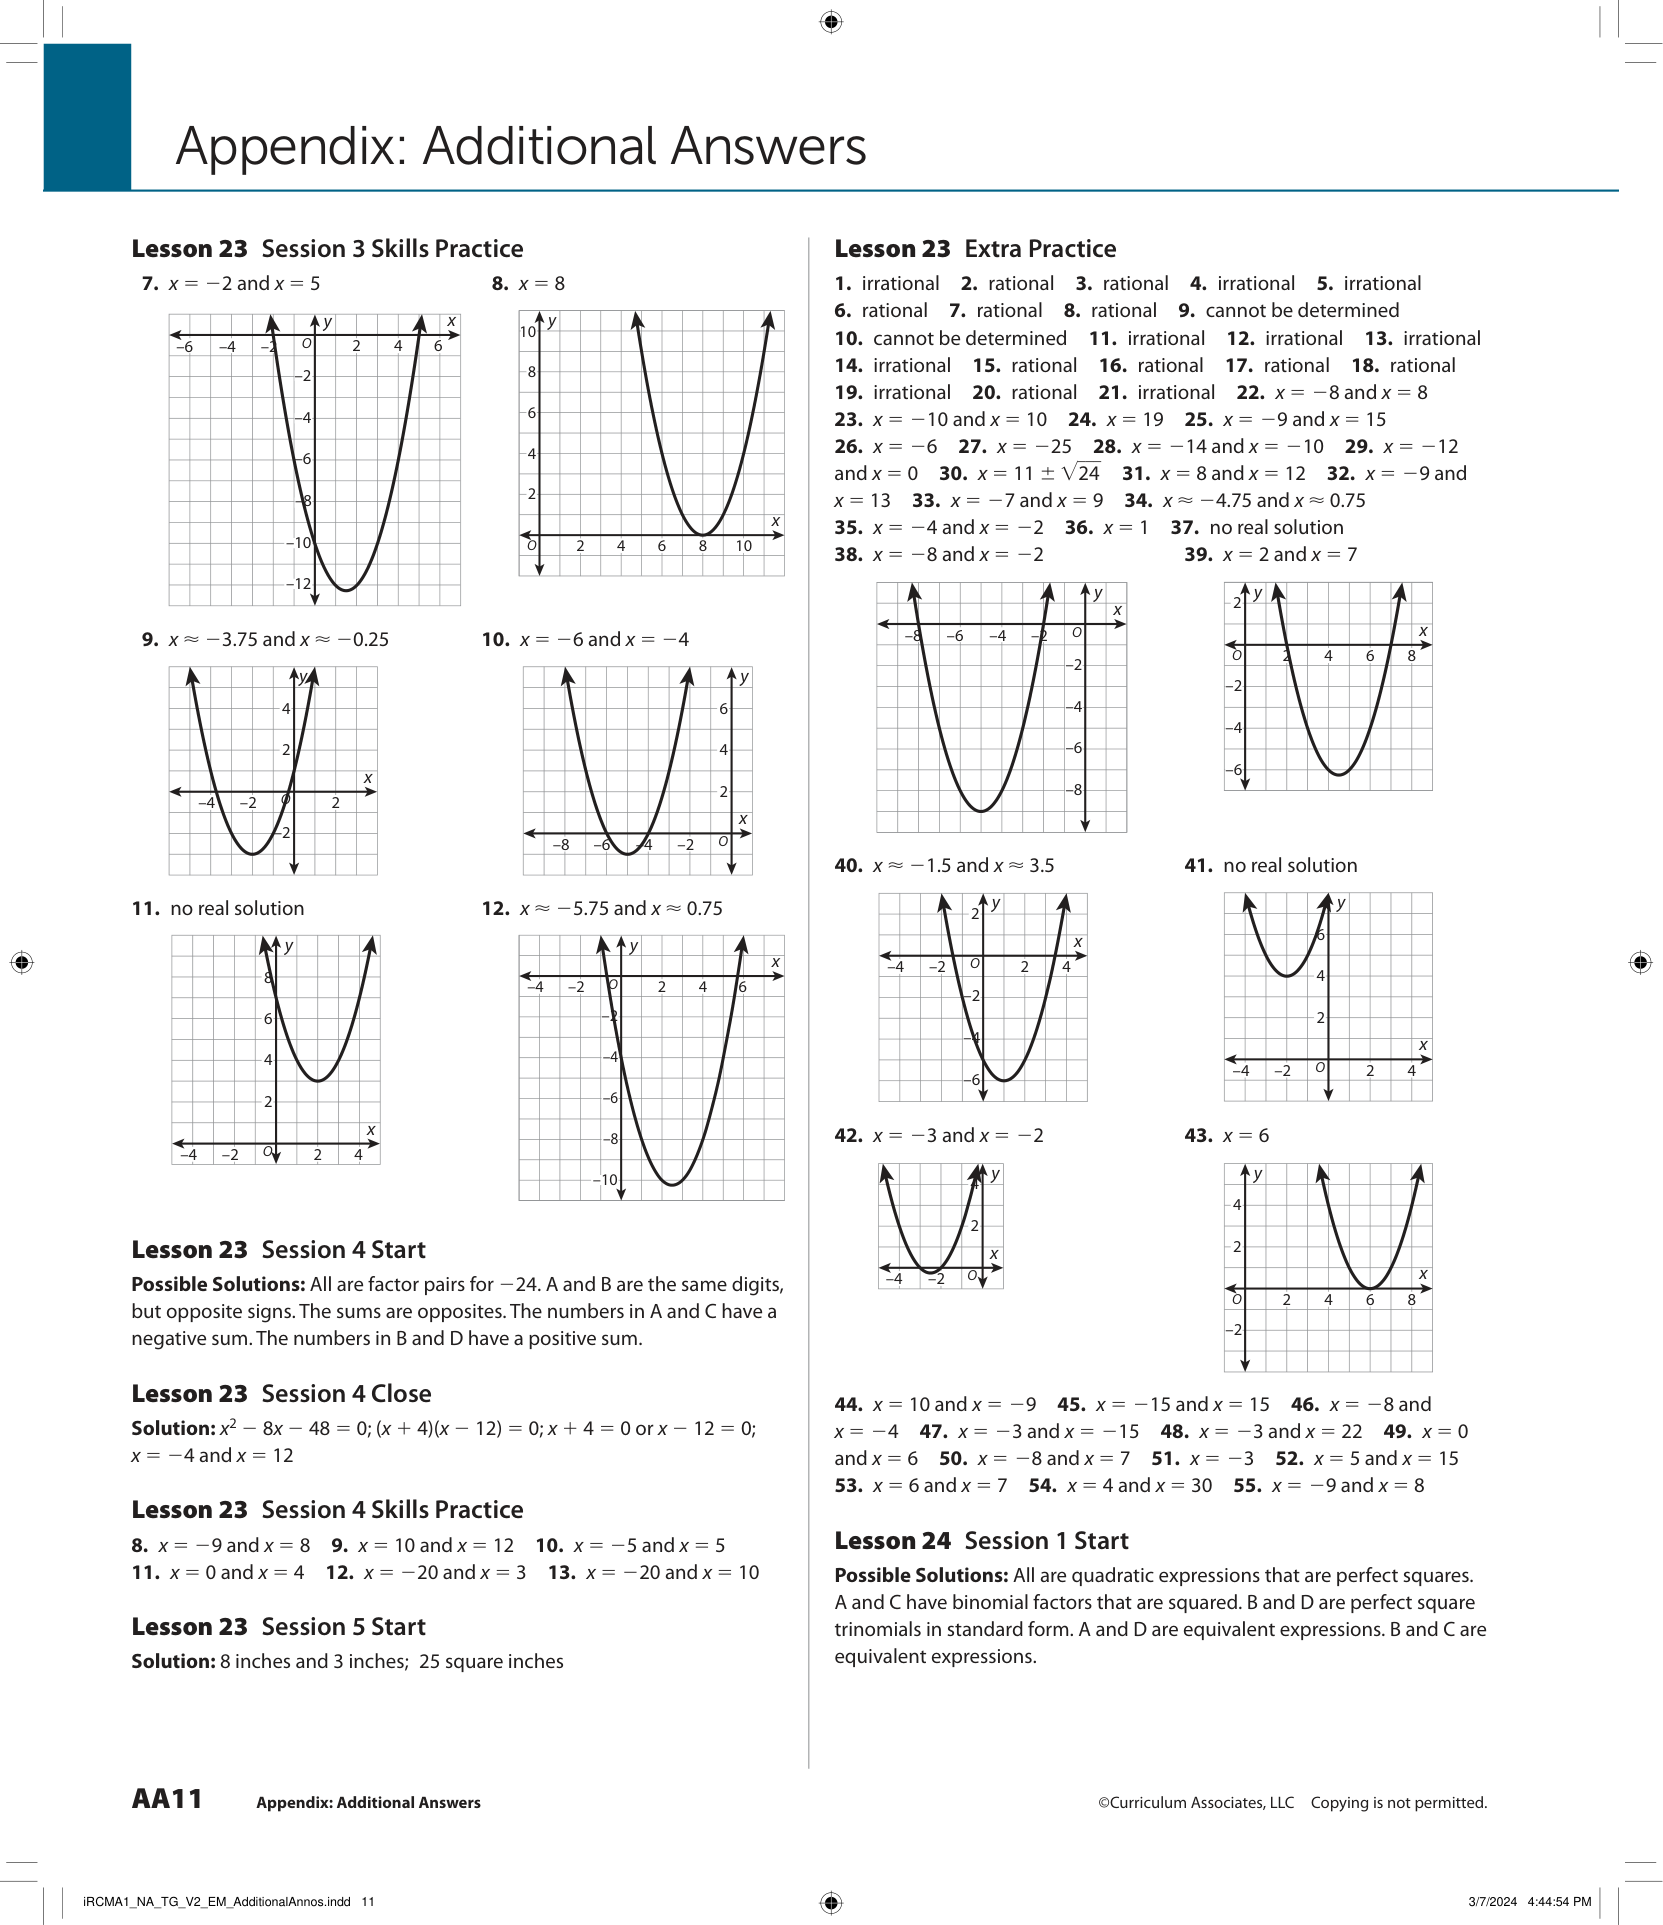 Appendix: Additional Answers
Lesson 23 Session 3 Skills Practice
7. x = −2 and x = 5
8. x = 8
y
x
–6 –4 –2 O 2 4 6
–2
–4
–6
–8
–10
–12
10 y
8
6
4
2
x
O 2 4 6 8 10
9. x ≈ −3.75 and x ≈ −0.25
10. x = −6 and x = −4
y
4
2
x
–4 –2 O 2
–2
y
6
4
2
x
–8 –6 –4 –2 O
11. no real solution
12. x ≈ −5.75 and x ≈ 0.75
y
8
6
4
2
x
–4 –2 O 2 4
y
x
–4 –2 O 2 4 6
–2
–4
–6
–8
–10
Lesson 23 Session 4 Start
Possible Solutions: All are factor pairs for −24. A and B are the same digits,
but opposite signs. The sums are opposites. The numbers in A and C have a
negative sum. The numbers in B and D have a positive sum.
Lesson 23 Session 4 Close
Solution: x² − 8x − 48 = 0; (x + 4)(x − 12) = 0; x + 4 = 0 or x − 12 = 0;
x = −4 and x = 12
Lesson 23 Session 4 Skills Practice
8. x = −9 and x = 8 9. x = 10 and x = 12 10. x = −5 and x = 5
11. x = 0 and x = 4 12. x = −20 and x = 3 13. x = −20 and x = 10
Lesson 23 Session 5 Start
Solution: 8 inches and 3 inches; 25 square inches
Lesson 23 Extra Practice
1. irrational 2. rational 3. rational 4. irrational 5. irrational
6. rational 7. rational 8. rational 9. cannot be determined
10. cannot be determined 11. irrational 12. irrational 13. irrational
14. irrational 15. rational 16. rational 17. rational 18. rational
19. irrational 20. rational 21. irrational 22. x = −8 and x = 8
23. x = −10 and x = 10 24. x = 19 25. x = −9 and x = 15
26. x = −6 27. x = −25 28. x = −14 and x = −10 29. x = −12
and x = 0 30. x = 11 ± √24 31. x = 8 and x = 12 32. x = −9 and
x = 13 33. x = −7 and x = 9 34. x ≈ −4.75 and x ≈ 0.75
35. x = −4 and x = −2 36. x = 1 37. no real solution
38. x = −8 and x = −2
39. x = 2 and x = 7
y
x
–8 –6 –4 –2 O
–2
–4
–6
–8
2 y
x
O 2 4 6 8
–2
–4
–6
40. x ≈ −1.5 and x ≈ 3.5
41. no real solution
2 y
x
–4 –2 O 2 4
–2
–4
–6
y
6
4
2
x
–4 –2 O 2 4
42. x = −3 and x = −2
43. x = 6
y
4
2
x
–4 –2 O
y
4
2
x
O 2 4 6 8
–2
44. x = 10 and x = −9 45. x = −15 and x = 15 46. x = −8 and
x = −4 47. x = −3 and x = −15 48. x = −3 and x = 22 49. x = 0
and x = 6 50. x = −8 and x = 7 51. x = −3 52. x = 5 and x = 15
53. x = 6 and x = 7 54. x = 4 and x = 30 55. x = −9 and x = 8
Lesson 24 Session 1 Start
Possible Solutions: All are quadratic expressions that are perfect squares.
A and C have binomial factors that are squared. B and D are perfect square
trinomials in standard form. A and D are equivalent expressions. B and C are
equivalent expressions.
AA11 Appendix: Additional Answers
©Curriculum Associates, LLC Copying is not permitted.
iRCMA1_NA_TG_V2_EM_AdditionalAnnos.indd 11
3/7/2024 4:44:54 PM